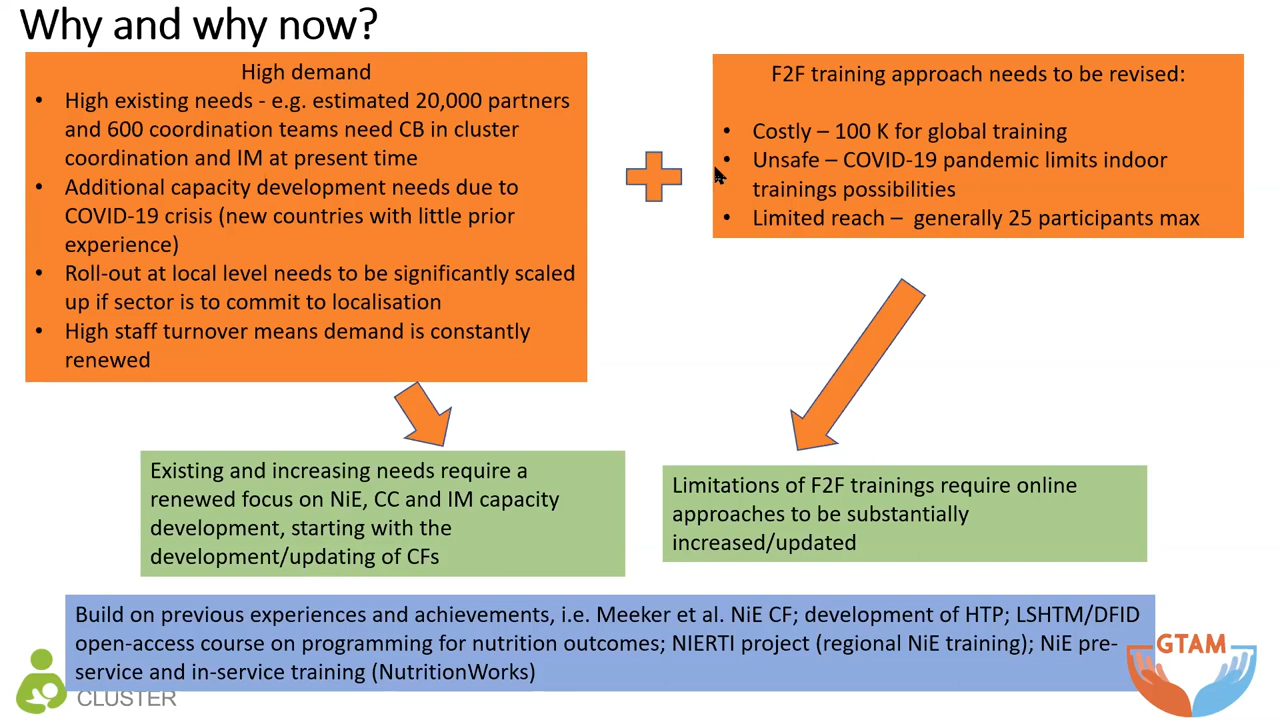 Why and why now?
High demand
• High existing needs - e.g. estimated 20,000 partners
and 600 coordination teams need CB in cluster
coordination and IM at present time
• Additional capacity development needs due to
COVID-19 crisis (new countries with little prior
experience)
• Roll-out at local level needs to be significantly scaled
up if sector is to commit to localisation
• High staff turnover means demand is constantly
renewed
F2F training approach needs to be revised:
• Costly – 100 K for global training
• Unsafe – COVID-19 pandemic limits indoor
trainings possibilities
• Limited reach – generally 25 participants max
Existing and increasing needs require a
renewed focus on NiE, CC and IM capacity
development, starting with the
development/updating of CFs
Limitations of F2F trainings require online
approaches to be substantially
increased/updated
Build on previous experiences and achievements, i.e. Meeker et al. NiE CF; development of HTP; LSHTM/DFID
open-access course on programming for nutrition outcomes; NIERTI project (regional NiE training); NiE pre-
service and in-service training (NutritionWorks)
CLUSTER
GTAM